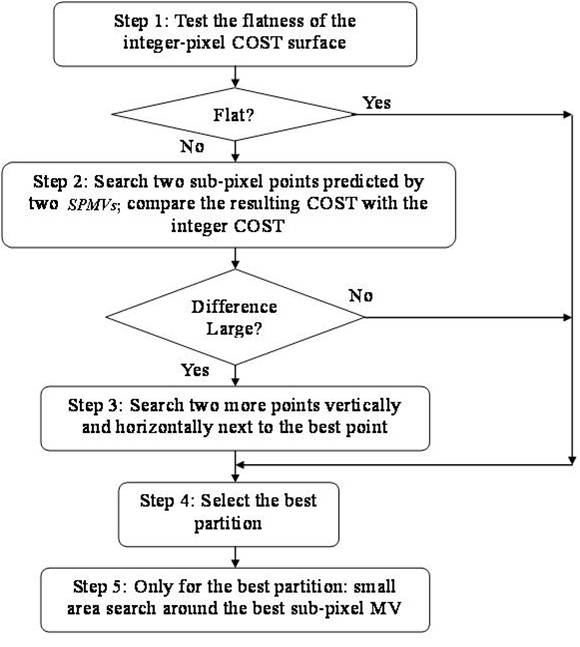 Step 1: Test the flatness of the
integer-pixel COST surface
Flat?
Yes
No
Step 2: Search two sub-pixel points predicted by
two SPMVs; compare the resulting COST with the
integer COST
Difference
Large?
No
Yes
Step 3: Search two more points vertically
and horizontally next to the best point
Step 4: Select the best
partition
Step 5: Only for the best partition: small
area search around the best sub-pixel MV